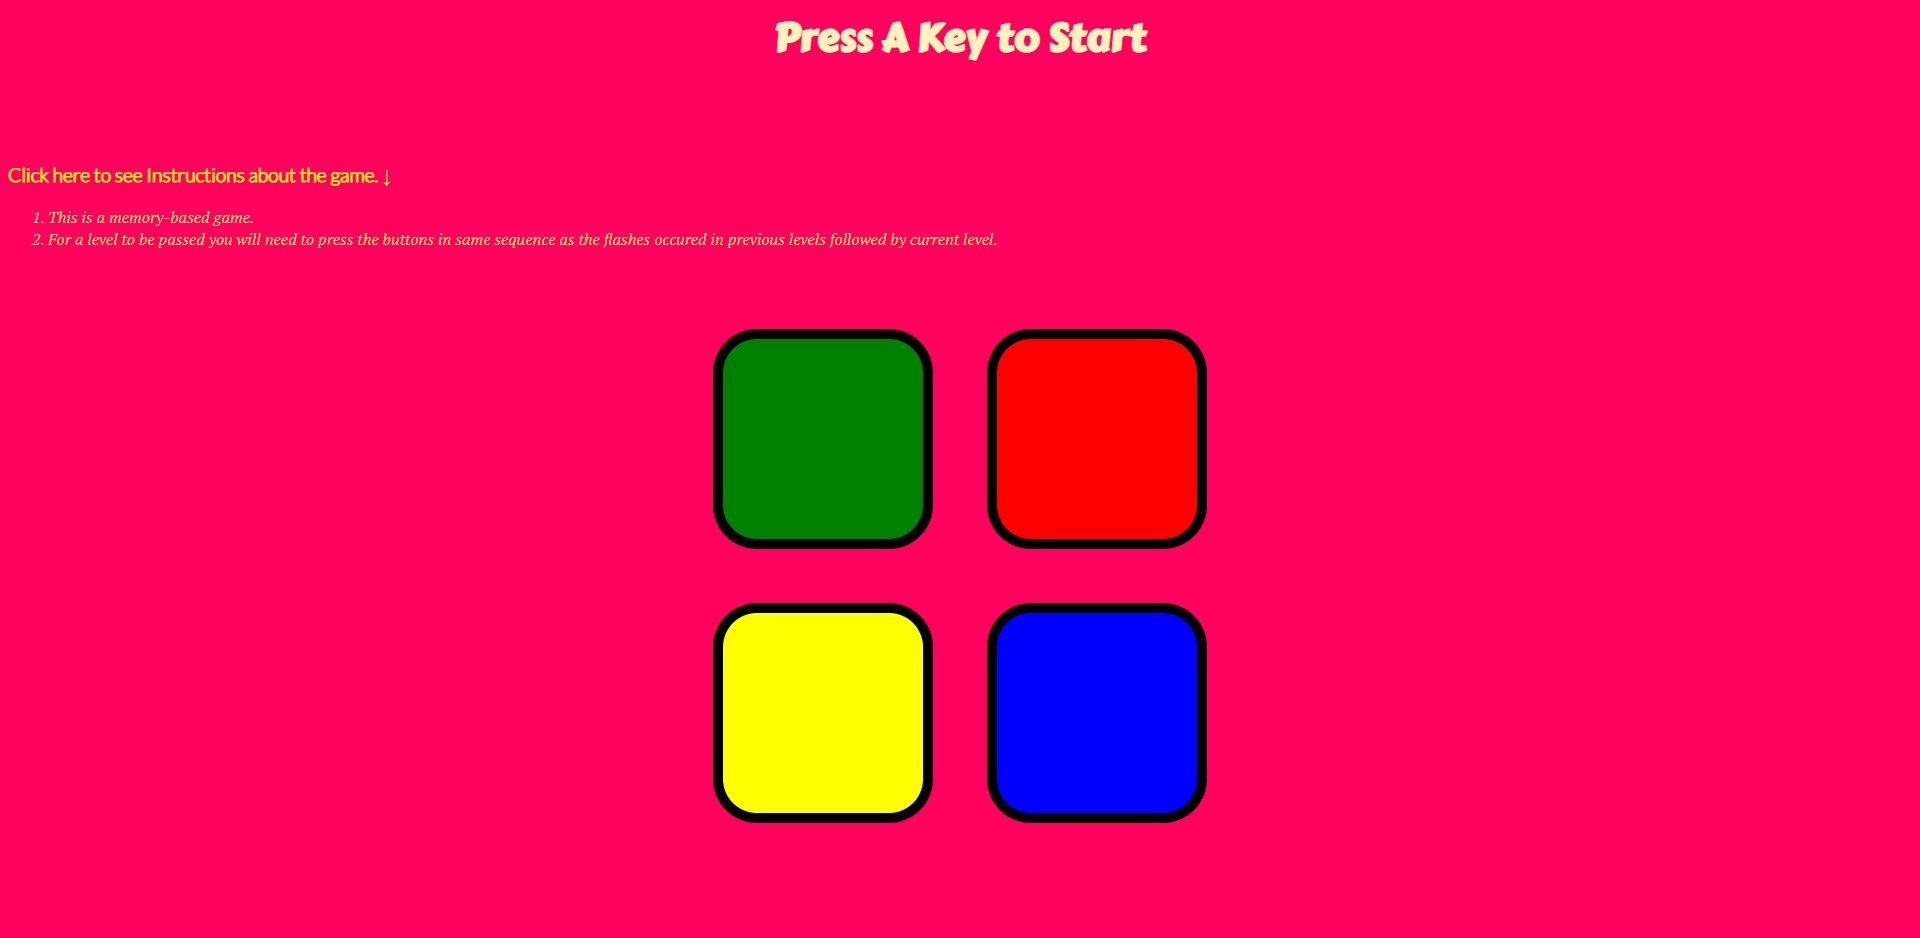 Press A Key to Start
Click here to see Instructions about the game. ↓
1. This is a memory-based game.
2. For a level to be passed you will need to press the buttons in same sequence as the flashes occured in previous levels followed by current level.